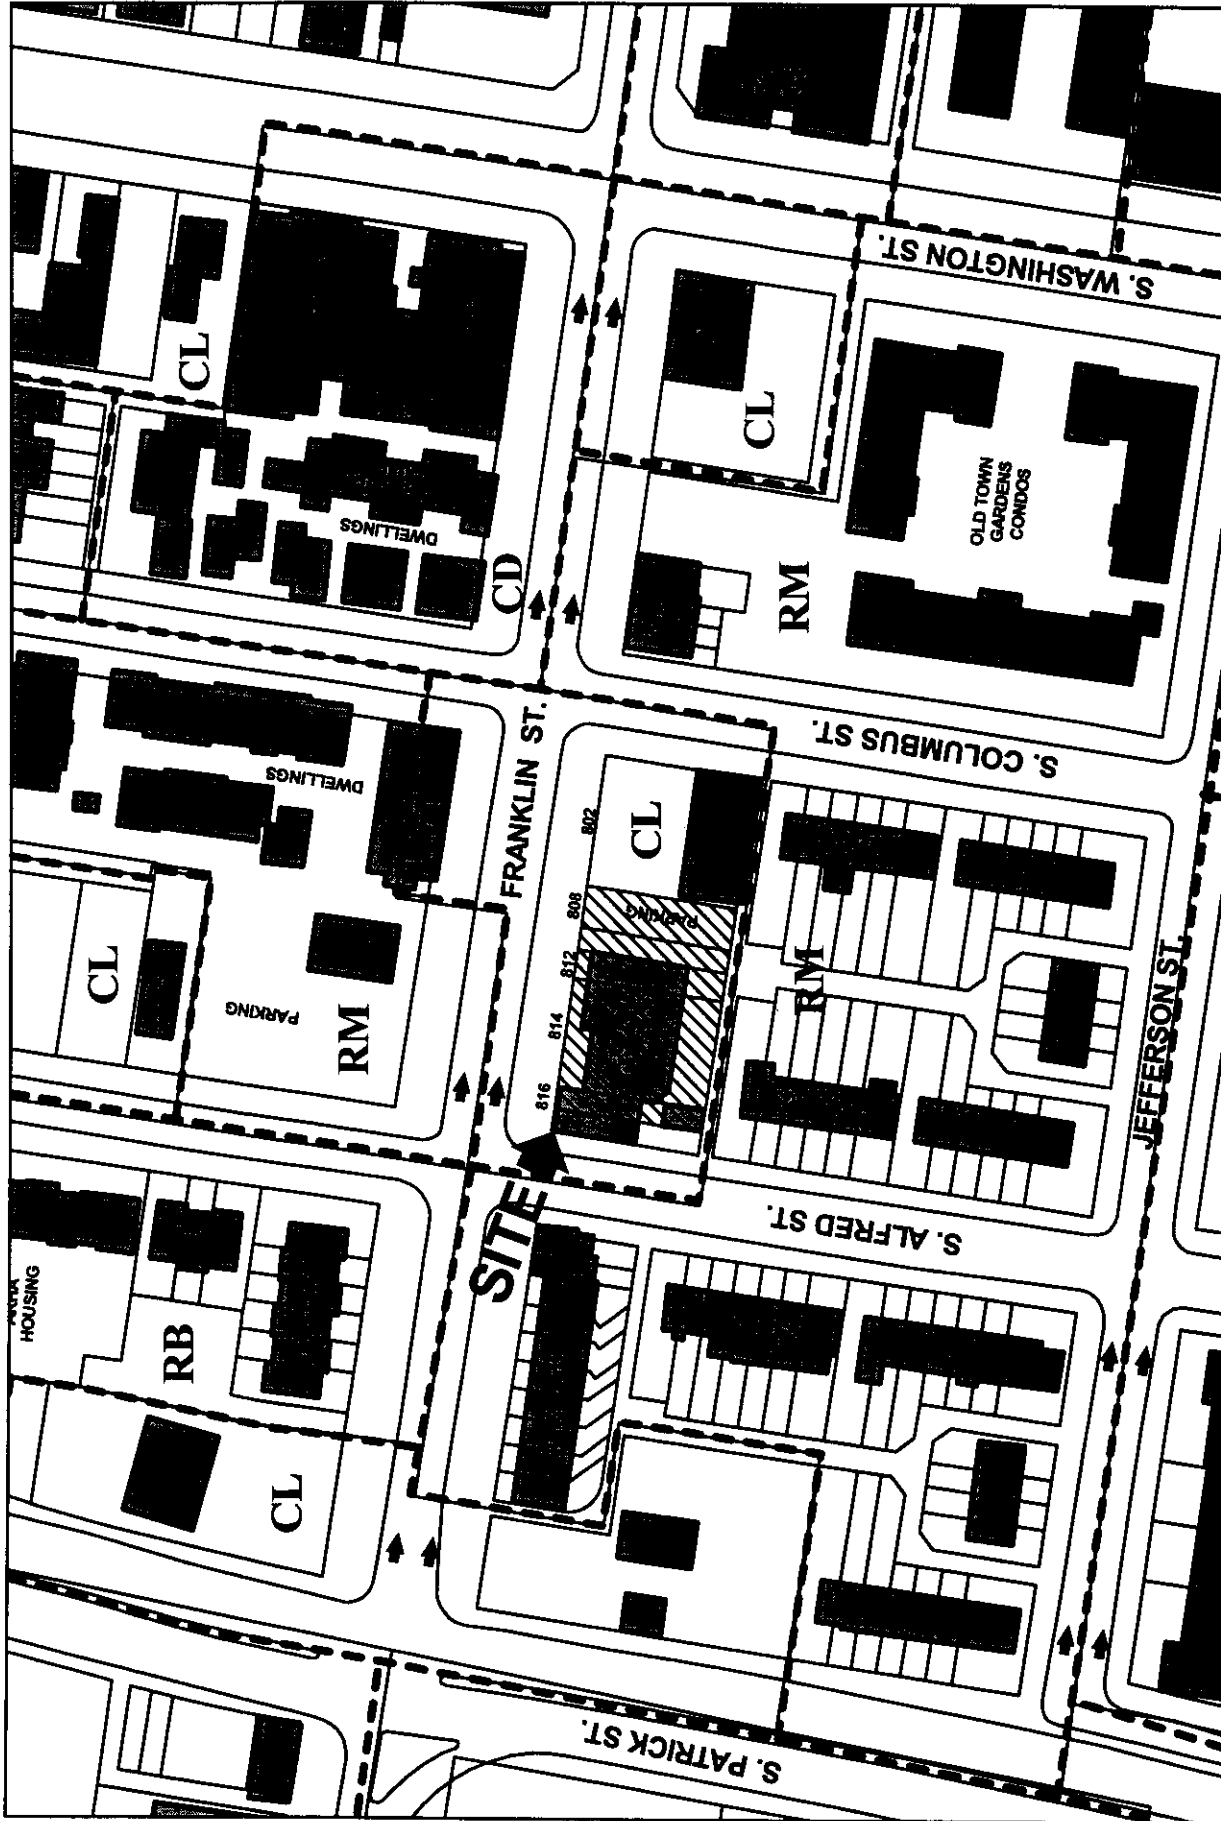 CL
DWELLINGS
CD
S. WASHINGTON ST.
CL
OLD TOWN
GARDENS
CONDOS
RM
DWELLINGS
FRANKLIN ST.
S. COLUMBUS ST.
802
CL
808
PARKING
812
814
816
RM
CL
PARKING
RM
JEFFERSON ST.
SITE
S. ALFRED ST.
HOUSING
RB
CL
S. PATRICK ST.